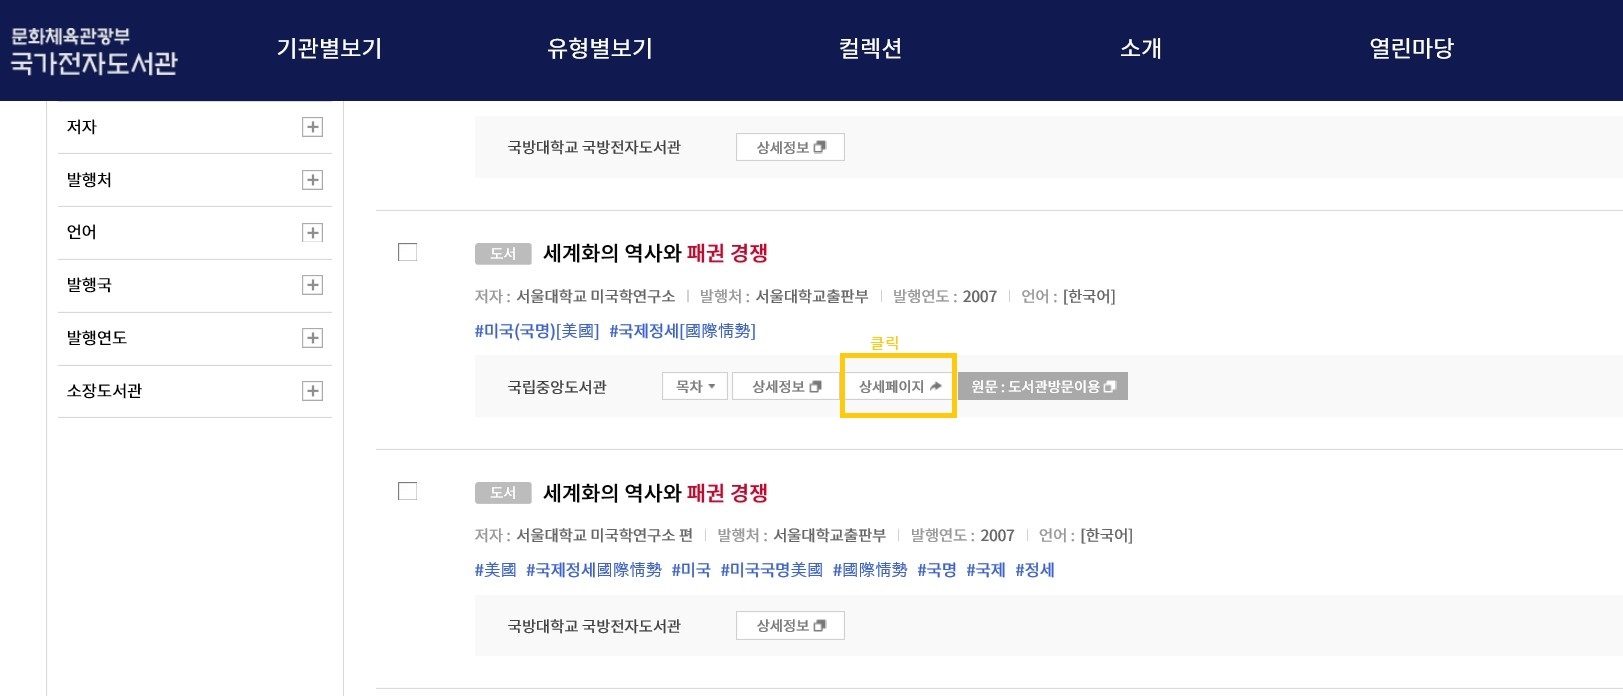 문화체육관광부
국가전자도서관
기관별보기 유형별보기 컬렉션 소개 열린마당
저자
발행처
언어
발행국
발행연도
소장도서관
국방대학교 국방전자도서관 상세정보
도서 세계화의 역사와 패권 경쟁
저자 : 서울대학교 미국학연구소 | 발행처 : 서울대학교출판부 | 발행연도 : 2007 | 언어 : [한국어]
#미국(국명)[美國] #국제정세[國際情勢]
클릭
국립중앙도서관 목차 상세정보 상세페이지 원문 : 도서관방문이용
도서 세계화의 역사와 패권 경쟁
저자 : 서울대학교 미국학연구소 편 | 발행처 : 서울대학교출판부 | 발행연도 : 2007 | 언어 : [한국어]
#美國 #국제정세國際情勢 #미국 #미국국명美國 #國際情勢 #국명 #국제 #정세
국방대학교 국방전자도서관 상세정보